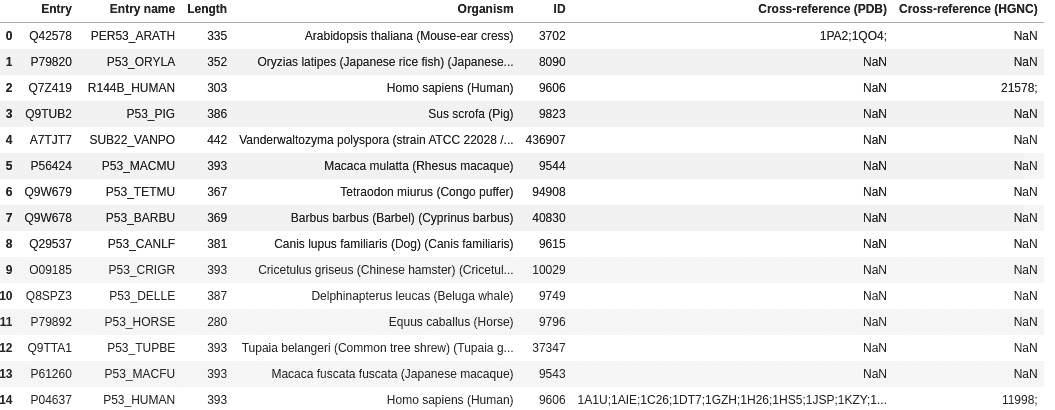 Entry Entry name Length Organism ID Cross-reference (PDB) Cross-reference (HGNC)
0 Q42578 PER53_ARATH 335 Arabidopsis thaliana (Mouse-ear cress) 3702 1PA2;1QO4; NaN
1 P79820 P53_ORYLA 352 Oryzias latipes (Japanese rice fish) (Japanese... 8090 NaN NaN
2 Q7Z419 R144B_HUMAN 303 Homo sapiens (Human) 9606 NaN 21578;
3 Q9TUB2 P53_PIG 386 Sus scrofa (Pig) 9823 NaN NaN
4 A7TJT7 SUB22_VANPO 442 Vanderwaltozyma polyspora (strain ATCC 22028 /... 436907 NaN NaN
5 P56424 P53_MACMU 393 Macaca mulatta (Rhesus macaque) 9544 NaN NaN
6 Q9W679 P53_TETMU 367 Tetraodon miurus (Congo puffer) 94908 NaN NaN
7 Q9W678 P53_BARBU 369 Barbus barbus (Barbel) (Cyprinus barbus) 40830 NaN NaN
8 Q29537 P53_CANLF 381 Canis lupus familiaris (Dog) (Canis familiaris) 9615 NaN NaN
9 O09185 P53_CRIGR 393 Cricetulus griseus (Chinese hamster) (Cricetul... 10029 NaN NaN
10 Q8SPZ3 P53_DELLE 387 Delphinapterus leucas (Beluga whale) 9749 NaN NaN
11 P79892 P53_HORSE 280 Equus caballus (Horse) 9796 NaN NaN
12 Q9TTA1 P53_TUPBE 393 Tupaia belangeri (Common tree shrew) (Tupaia g... 37347 NaN NaN
13 P61260 P53_MACFU 393 Macaca fuscata fuscata (Japanese macaque) 9543 NaN NaN
14 P04637 P53_HUMAN 393 Homo sapiens (Human) 9606 1A1U;1AIE;1C26;1DT7;1GZH;1H26;1HS5;1JSP;1KZY;1... 11998;